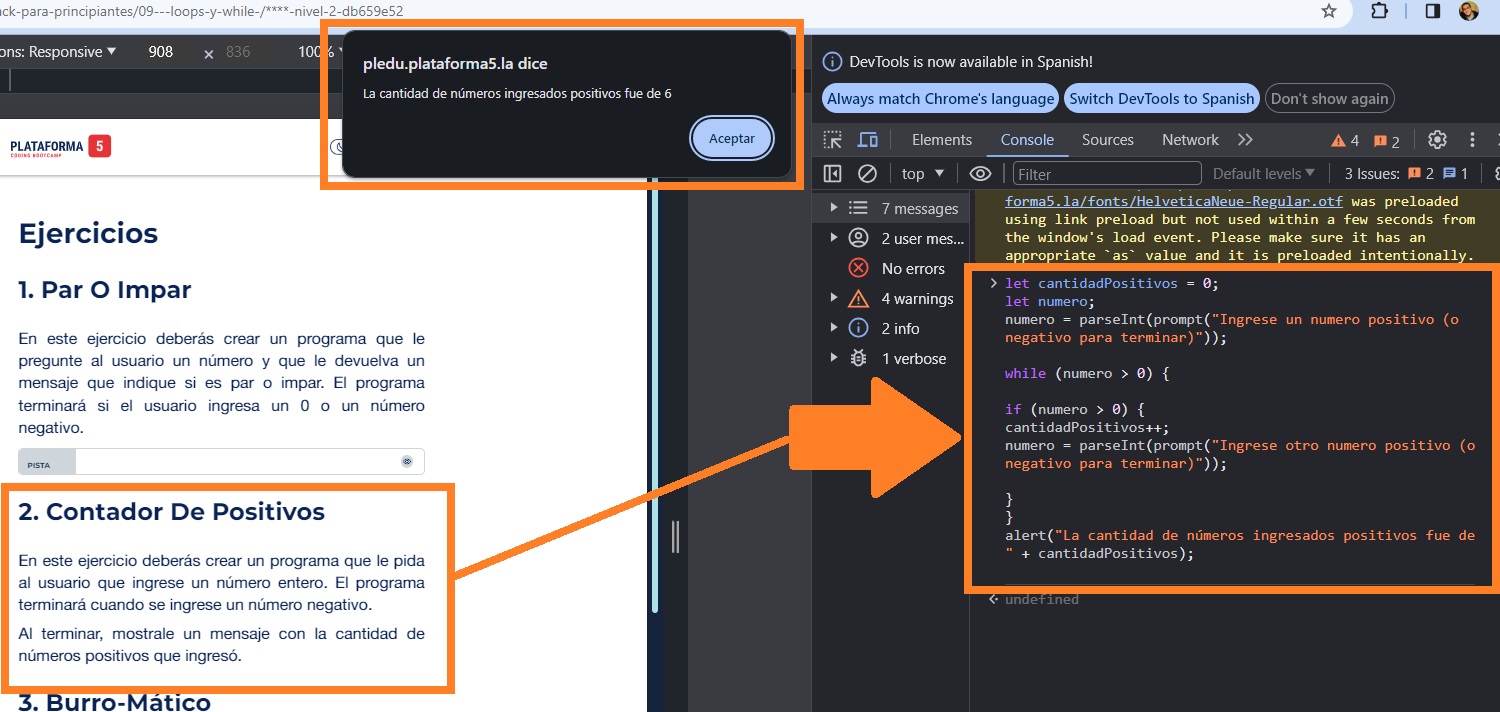 ck-para-principiantes/09---loops-y-while-/****-nivel-2-db659e52
ons: Responsive ▼ 908 × 836 100%
pledu.plataforma5.la dice
La cantidad de números ingresados positivos fue de 6
Aceptar
PLATAFORMA 5
CODING BOOTCAMP
Ejercicios
1. Par O Impar
En este ejercicio deberás crear un programa que le
pregunte al usuario un número y que le devuelva un
mensaje que indique si es par o impar. El programa
terminará si el usuario ingresa un 0 o un número
negativo.
PISTA
2. Contador De Positivos
En este ejercicio deberás crear un programa que le pida
al usuario que ingrese un número entero. El programa
terminará cuando se ingrese un número negativo.
Al terminar, mostrale un mensaje con la cantidad de
números positivos que ingresó.
3. Burro-Mático
DevTools is now available in Spanish!
Always match Chrome's language Switch DevTools to Spanish Don't show again
Elements Console Sources Network 4 2
top ▼ Filter Default levels ▼ 3 Issues: 2 1
7 messages
2 user mes...
No errors
4 warnings
2 info
1 verbose
forma5.la/fonts/HelveticaNeue-Regular.otf was preloaded
using link preload but not used within a few seconds from
the window's load event. Please make sure it has an
appropriate `as` value and it is preloaded intentionally.
let cantidadPositivos = 0;
let numero;
numero = parseInt(prompt("Ingrese un numero positivo (o
negativo para terminar)"));
while (numero > 0) {
if (numero > 0) {
cantidadPositivos++;
numero = parseInt(prompt("Ingrese otro numero positivo (o
negativo para terminar)"));
}
}
alert("La cantidad de números ingresados positivos fue de
" + cantidadPositivos);
undefined